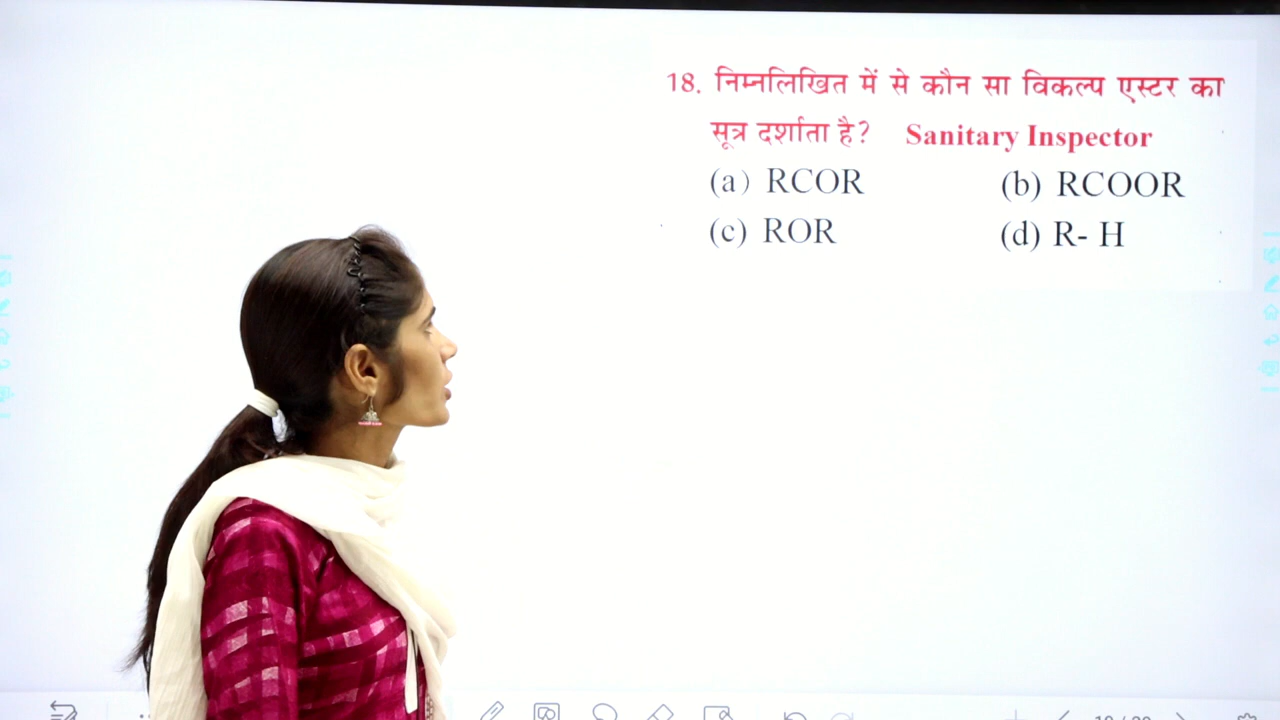 18. निम्नलिखित में से कौन सा विकल्प एस्टर का
सूत्र दर्शाता है? Sanitary Inspector
(a) RCOR (b) RCOOR
(c) ROR (d) R- H